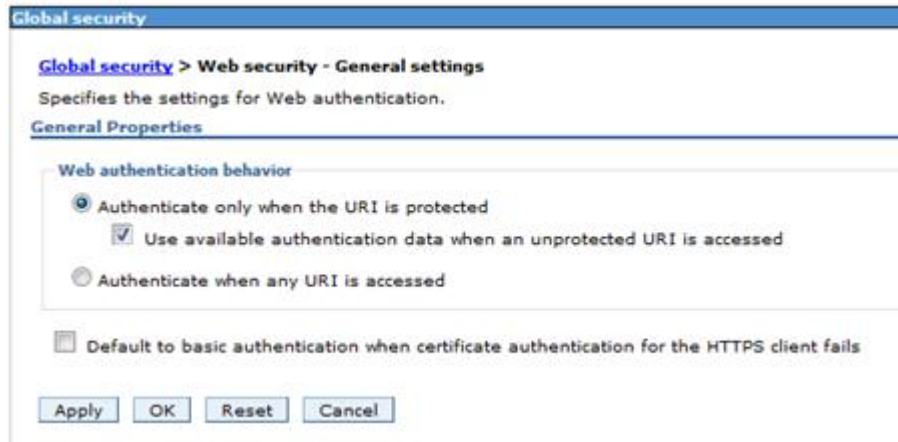 Global security
Global security > Web security - General settings
Specifies the settings for Web authentication.
General Properties
Web authentication behavior
Authenticate only when the URI is protected
Use available authentication data when an unprotected URI is accessed
Authenticate when any URI is accessed
Default to basic authentication when certificate authentication for the HTTPS client fails
Apply OK Reset Cancel